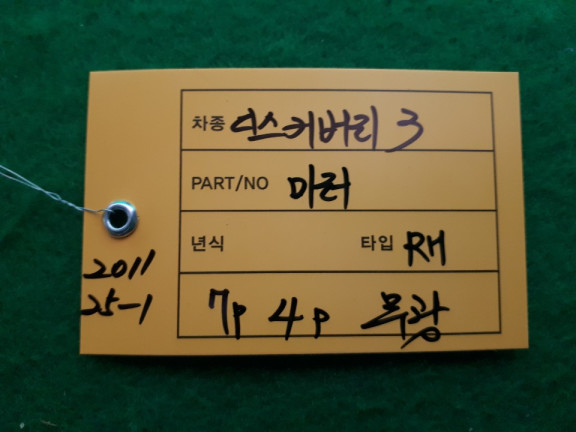 차종 디스커버리 3
PART/NO 미러
년식 타입 RH
7P 4P 무광
2011
25-1